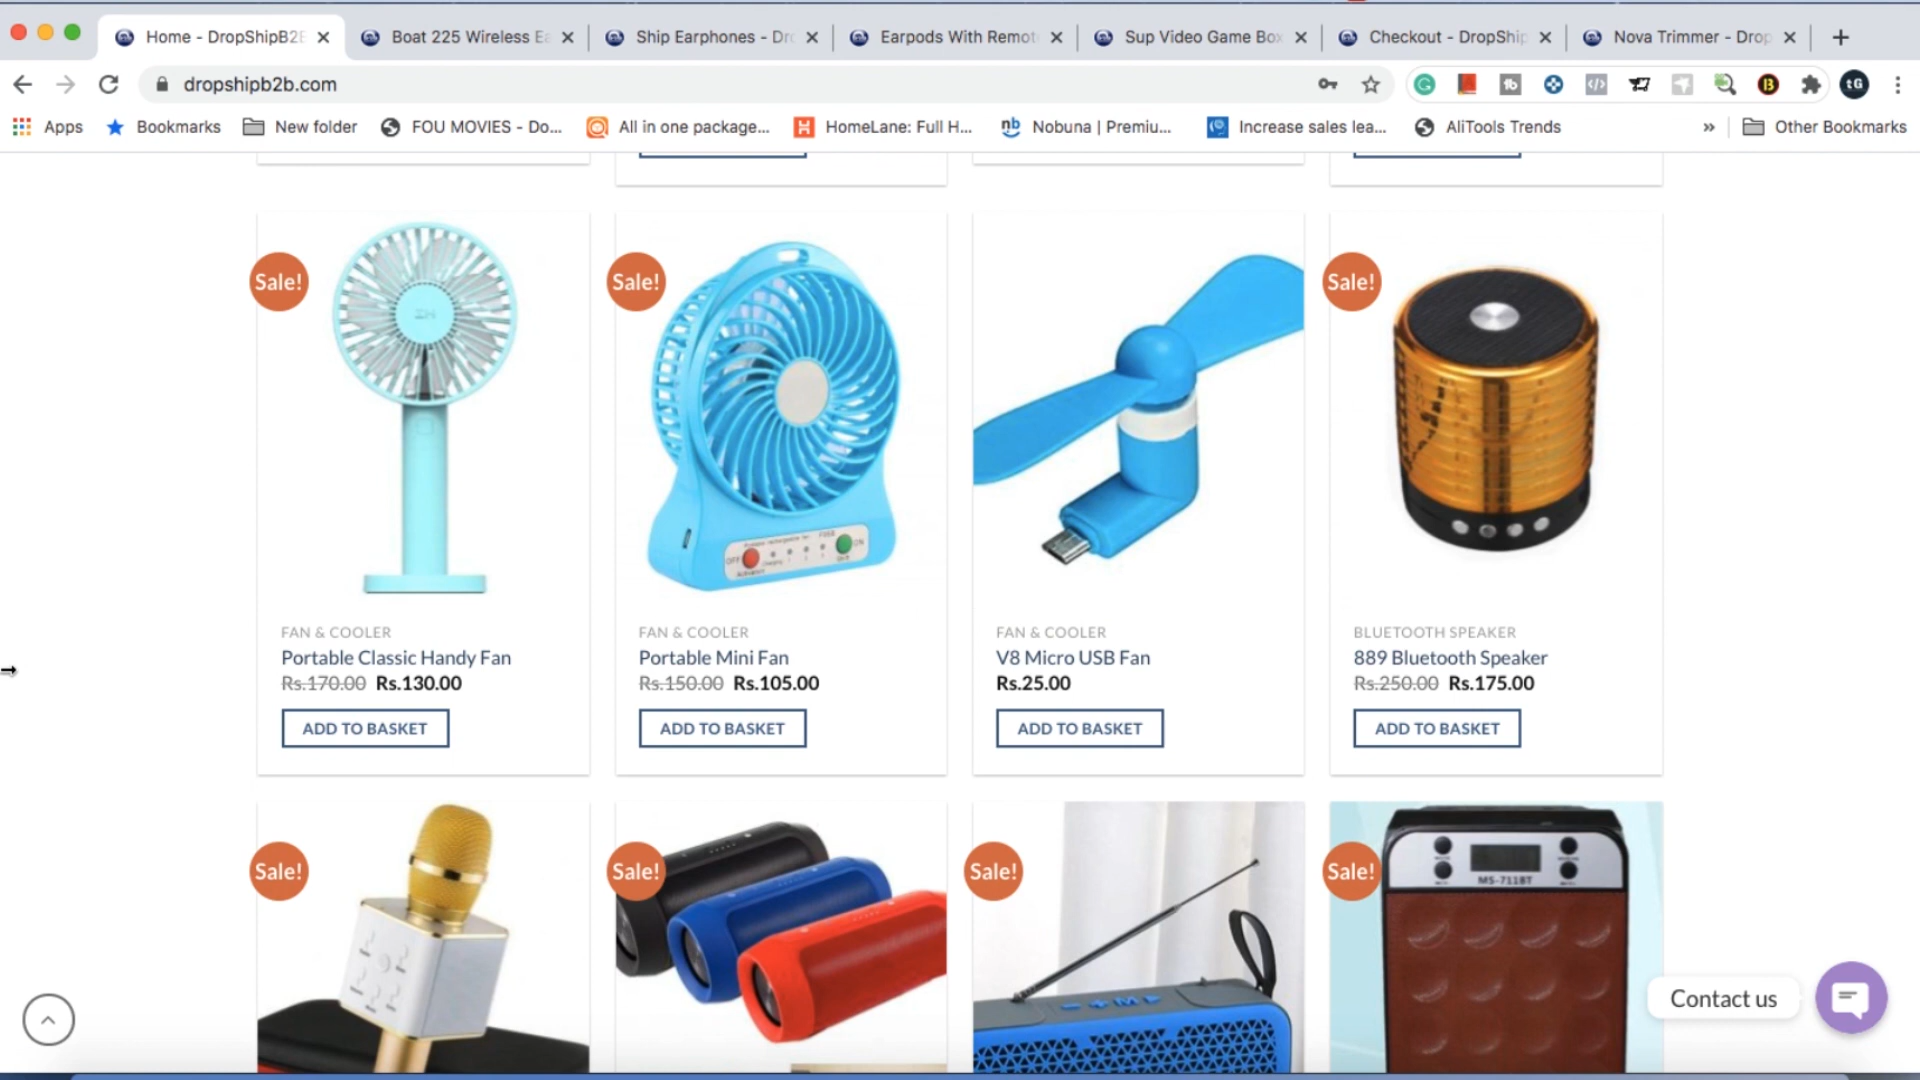 Home - DropShipB2B
Boat 225 Wireless Ea
Ship Earphones - Dro
Earpods With Remote
Sup Video Game Box
Checkout - DropShip
Nova Trimmer - Drop
dropshipb2b.com
tG
Apps
Bookmarks
New folder
FOU MOVIES - Do...
All in one package...
HomeLane: Full H...
Nobuna | Premiu...
Increase sales lea...
AliTools Trends
»
Other Bookmarks
Sale!
Sale!
Sale!
OFF
ON
FAN & COOLER
Portable Classic Handy Fan
Rs.170.00 Rs.130.00
ADD TO BASKET
FAN & COOLER
Portable Mini Fan
Rs.150.00 Rs.105.00
ADD TO BASKET
FAN & COOLER
V8 Micro USB Fan
Rs.25.00
ADD TO BASKET
BLUETOOTH SPEAKER
889 Bluetooth Speaker
Rs.250.00 Rs.175.00
ADD TO BASKET
Sale!
Sale!
Sale!
Sale!
MS-711BT
M
Contact us